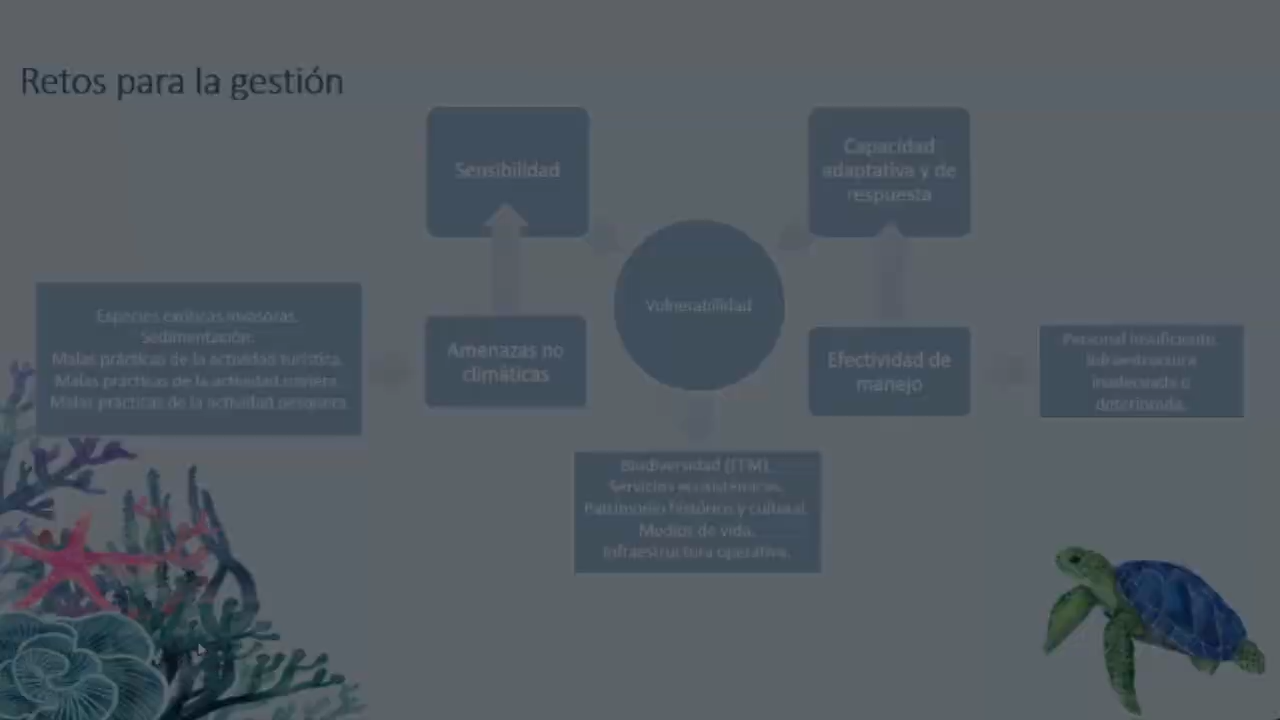 Retos para la gestión
Sensibilidad
Capacidad
adaptativa y de
respuesta
Vulnerabilidad
Especies exóticas invasoras.
Sedimentación.
Malas prácticas de la actividad turística.
Malas prácticas de la actividad naviera.
Malas prácticas de la actividad pesquera.
Amenazas no
climáticas
Efectividad de
manejo
Personal insuficiente.
Infraestructura
inadecuada o
deteriorada.
Biodiversidad (TTM).
Servicios ecosistémicos.
Patrimonio histórico y cultural.
Medios de vida.
Infraestructura operativa.